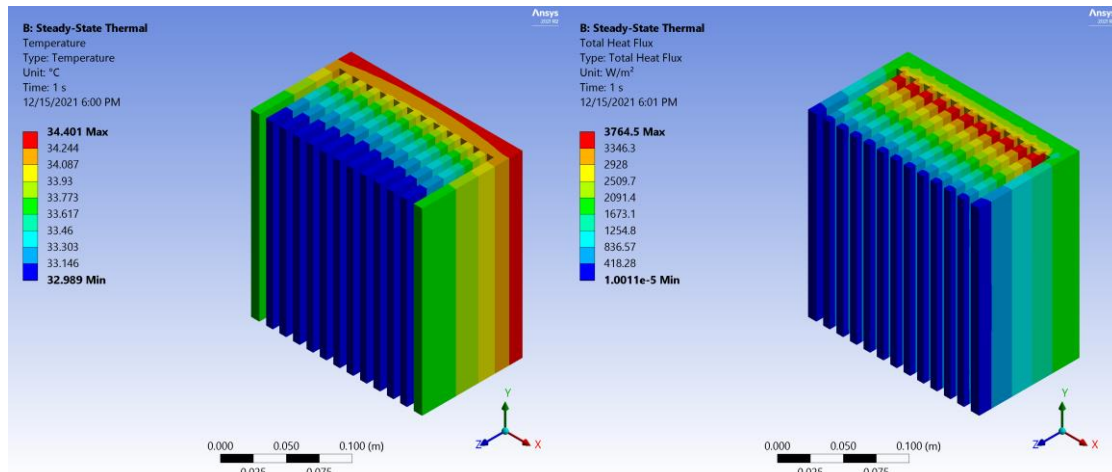 Ansys
2021 R2
B: Steady-State Thermal
Temperature
Type: Temperature
Unit: °C
Time: 1 s
12/15/2021 6:00 PM
34.401 Max
34.244
34.087
33.93
33.773
33.617
33.46
33.303
33.146
32.989 Min
0.000 0.050 0.100 (m)
0.025 0.075
Y
Z X
Ansys
2021 R2
B: Steady-State Thermal
Total Heat Flux
Type: Total Heat Flux
Unit: W/m²
Time: 1 s
12/15/2021 6:01 PM
3764.5 Max
3346.3
2928
2509.7
2091.4
1673.1
1254.8
836.57
418.28
1.0011e-5 Min
0.000 0.050 0.100 (m)
0.025 0.075
Y
Z X